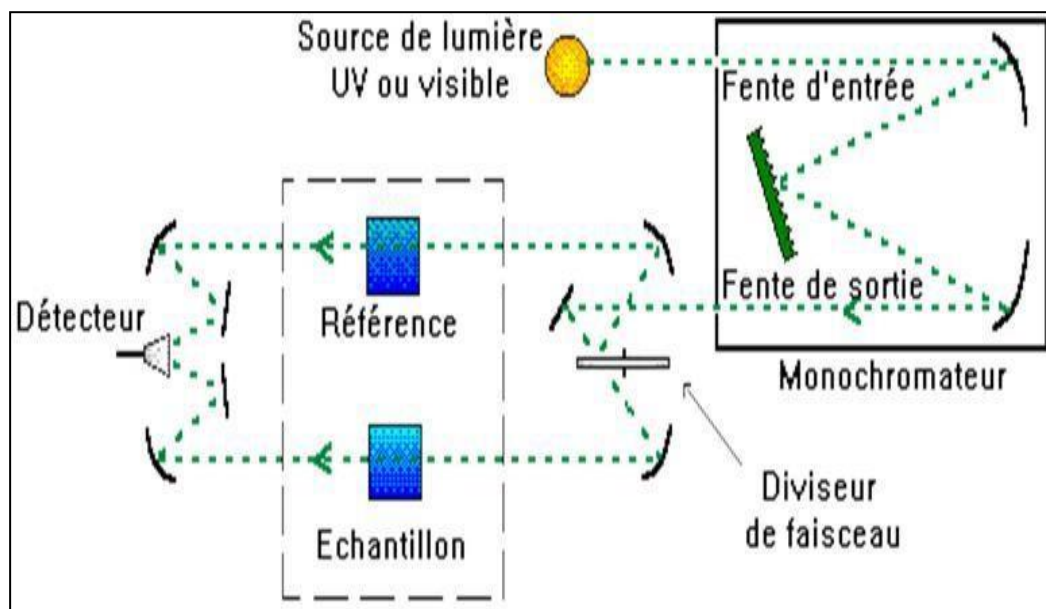 Source de lumière
UV ou visible
Fente d'entrée
Fente de sortie
Monochromateur
Détecteur
Référence
Echantillon
Diviseur
de faisceau